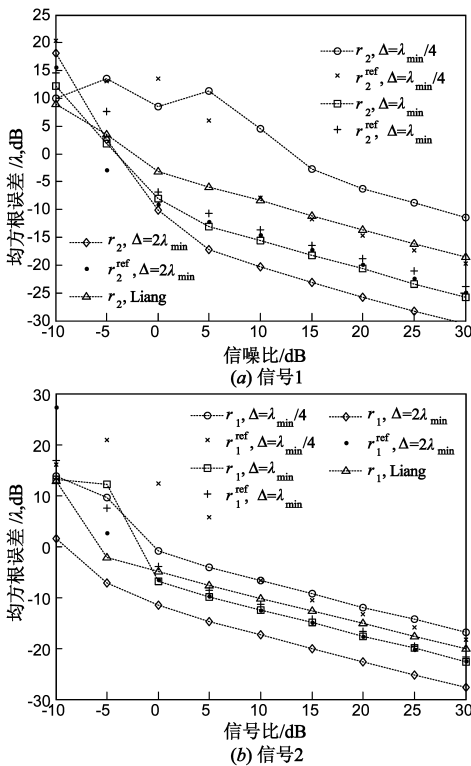 25
20
15
10
5
0
-5
-10
-15
-20
-25
-30
均方根误差/λ,dB
r2, Δ=λmin/4
r2ref, Δ=λmin/4
r2, Δ=λmin
r2ref, Δ=λmin
r2, Δ=2λmin
r2ref, Δ=2λmin
r2, Liang
-10 -5 0 5 10 15 20 25 30
信噪比/dB
(a) 信号1
30
20
10
0
-10
-20
-30
均方根误差/λ,dB
r1, Δ=λmin/4
r1ref, Δ=λmin/4
r1, Δ=λmin
r1ref, Δ=λmin
r1, Δ=2λmin
r1ref, Δ=2λmin
r1, Liang
-10 -5 0 5 10 15 20 25 30
信号比/dB
(b) 信号2